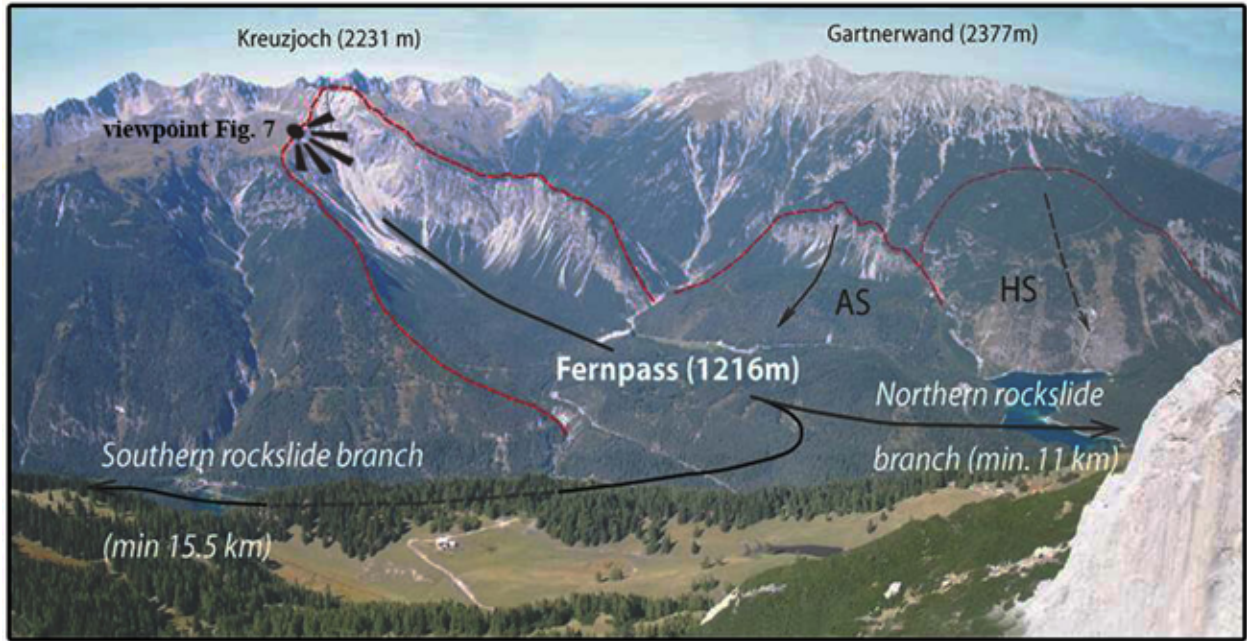 Kreuzjoch (2231 m)
Gartnerwand (2377m)
viewpoint Fig. 7
AS
HS
Fernpass (1216m)
Northern rockslide
branch (min. 11 km)
Southern rockslide branch
(min 15.5 km)